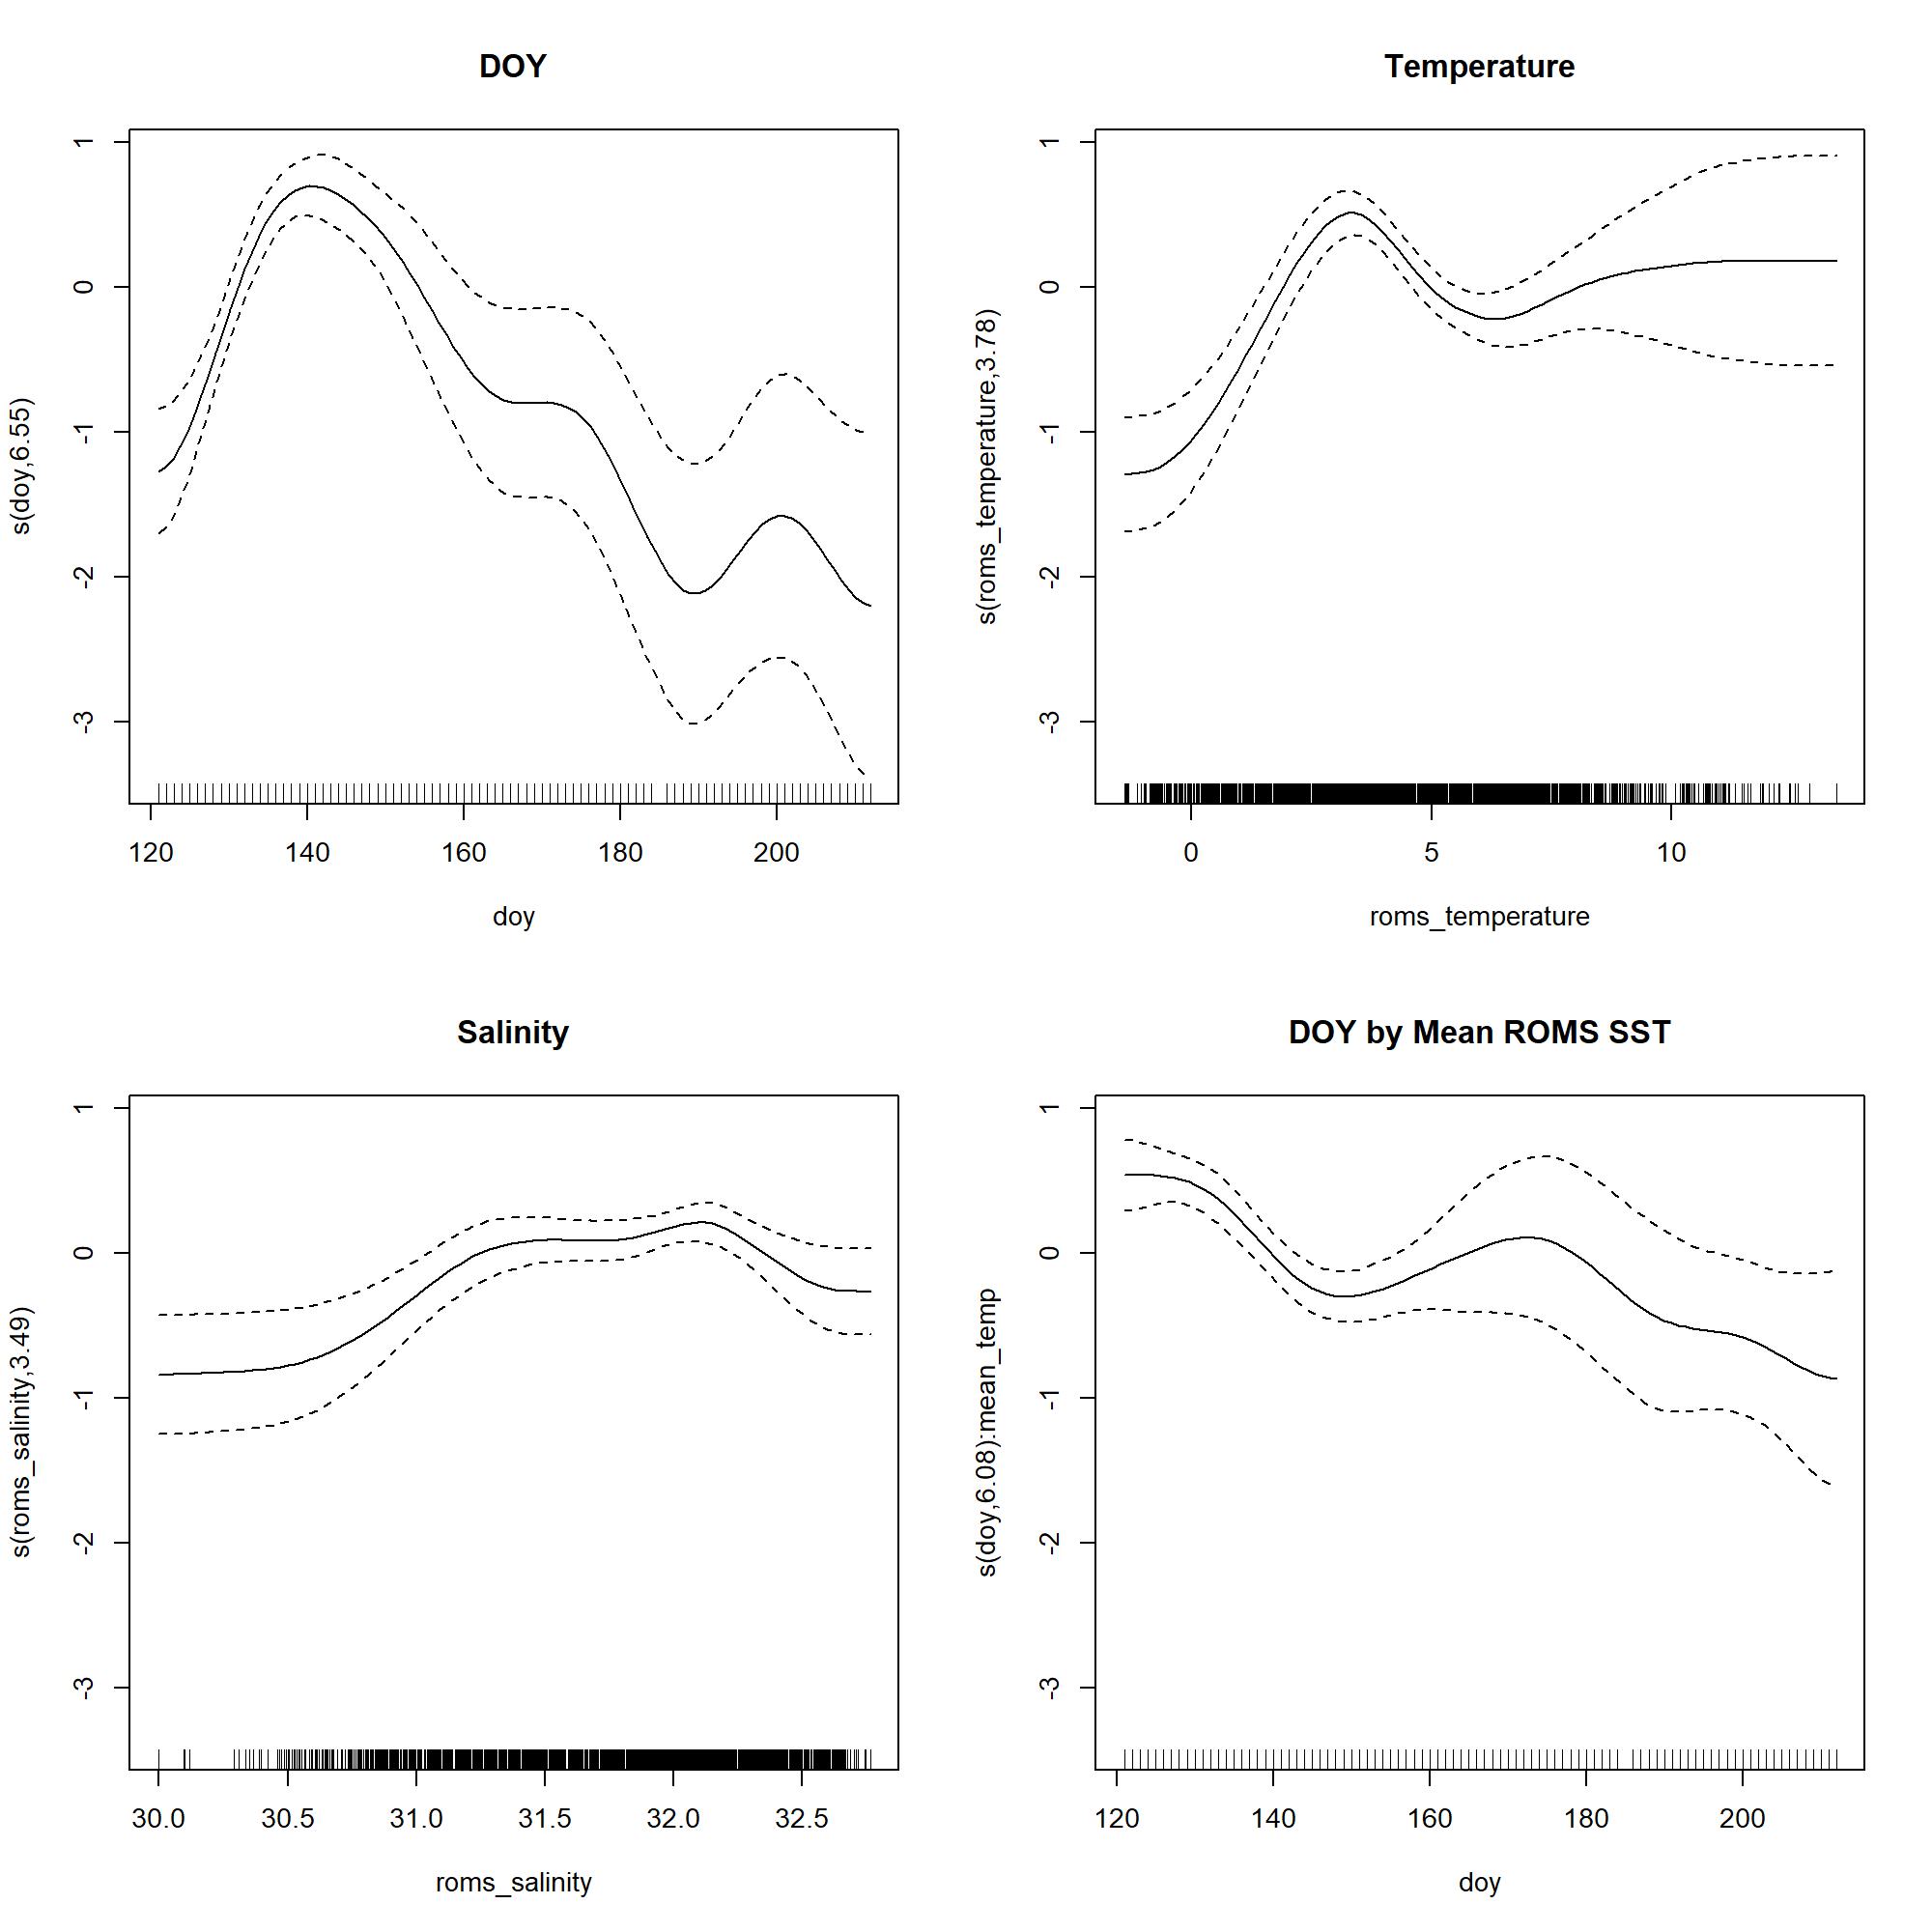 DOY
s(doy,6.55)
1
0
-1
-2
-3
120 140 160 180 200
doy
Temperature
s(roms_temperature,3.78)
1
0
-1
-2
-3
0 5 10
roms_temperature
Salinity
s(roms_salinity,3.49)
1
0
-1
-2
-3
30.0 30.5 31.0 31.5 32.0 32.5
roms_salinity
DOY by Mean ROMS SST
s(doy,6.08):mean_temp
1
0
-1
-2
-3
120 140 160 180 200
doy